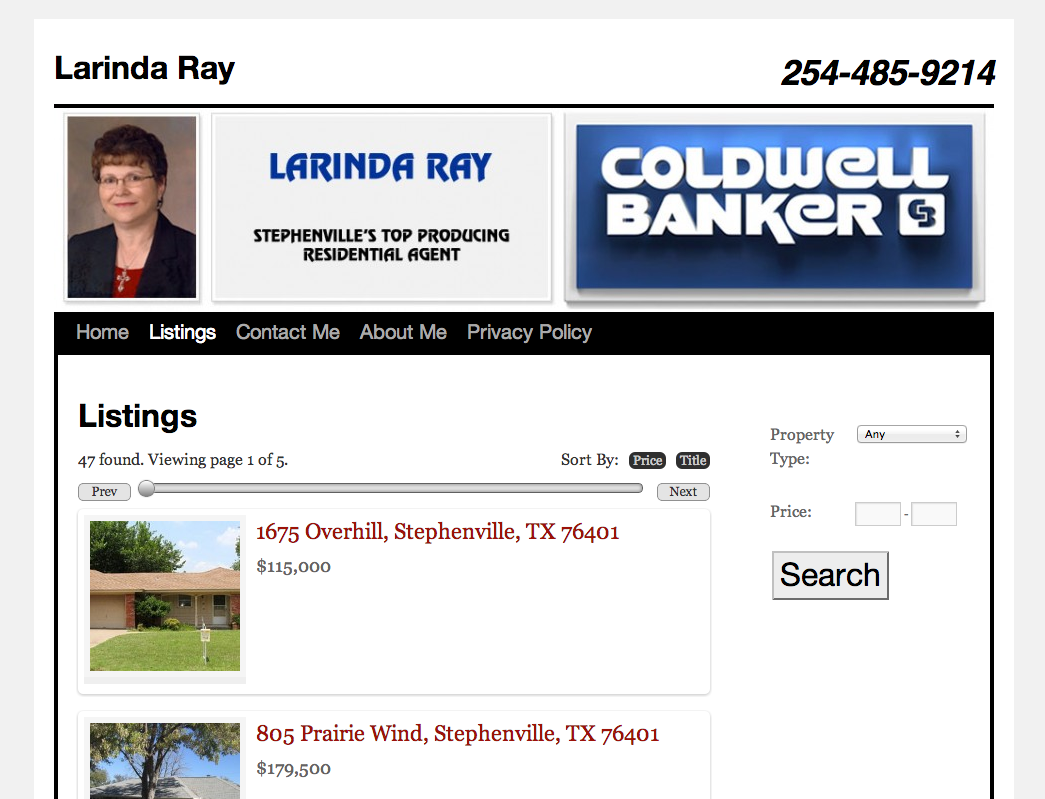 Larinda Ray
254-485-9214
LARINDA RAY
STEPHENVILLE'S TOP PRODUCING
RESIDENTIAL AGENT
COLDWELL
BANKER CB
Home Listings Contact Me About Me Privacy Policy
Listings
47 found. Viewing page 1 of 5.
Sort By: Price Title
Prev Next
Property
Type:
Any
Price: -
Search
1675 Overhill, Stephenville, TX 76401
$115,000
805 Prairie Wind, Stephenville, TX 76401
$179,500